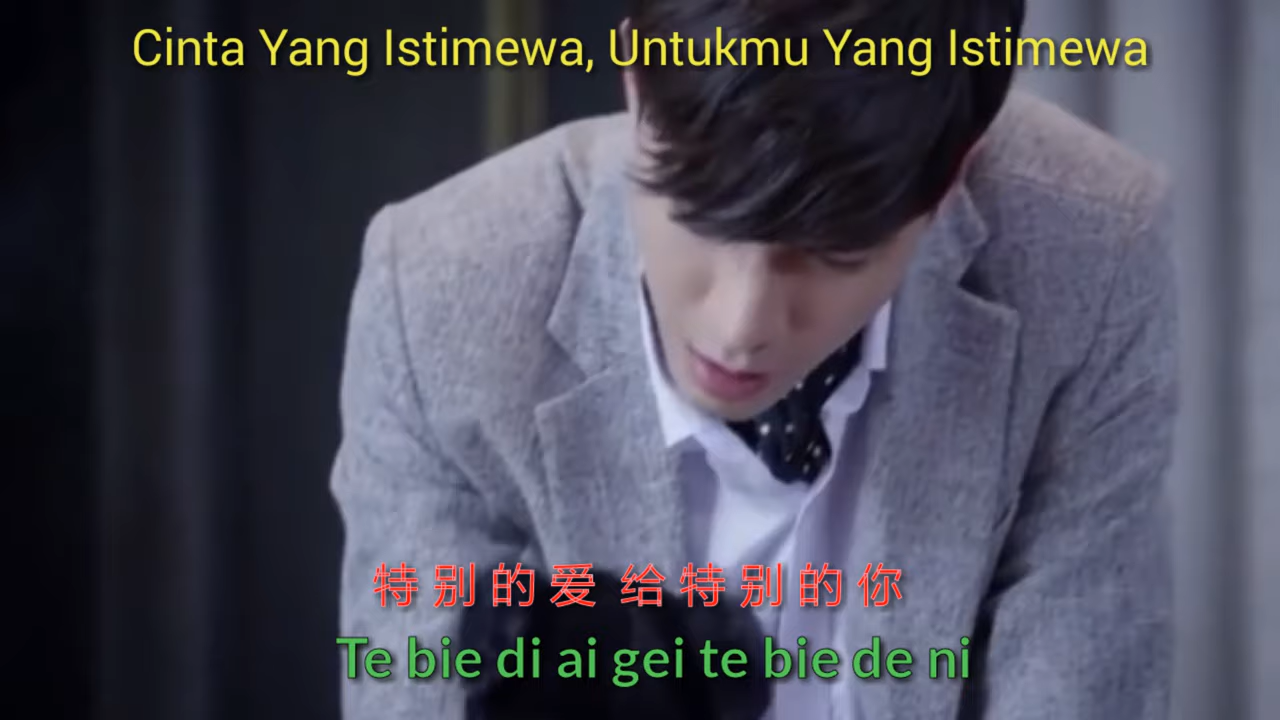 Cinta Yang Istimewa, Untukmu Yang Istimewa
特别的爱 给特别的你
Te bie di ai gei te bie de ni